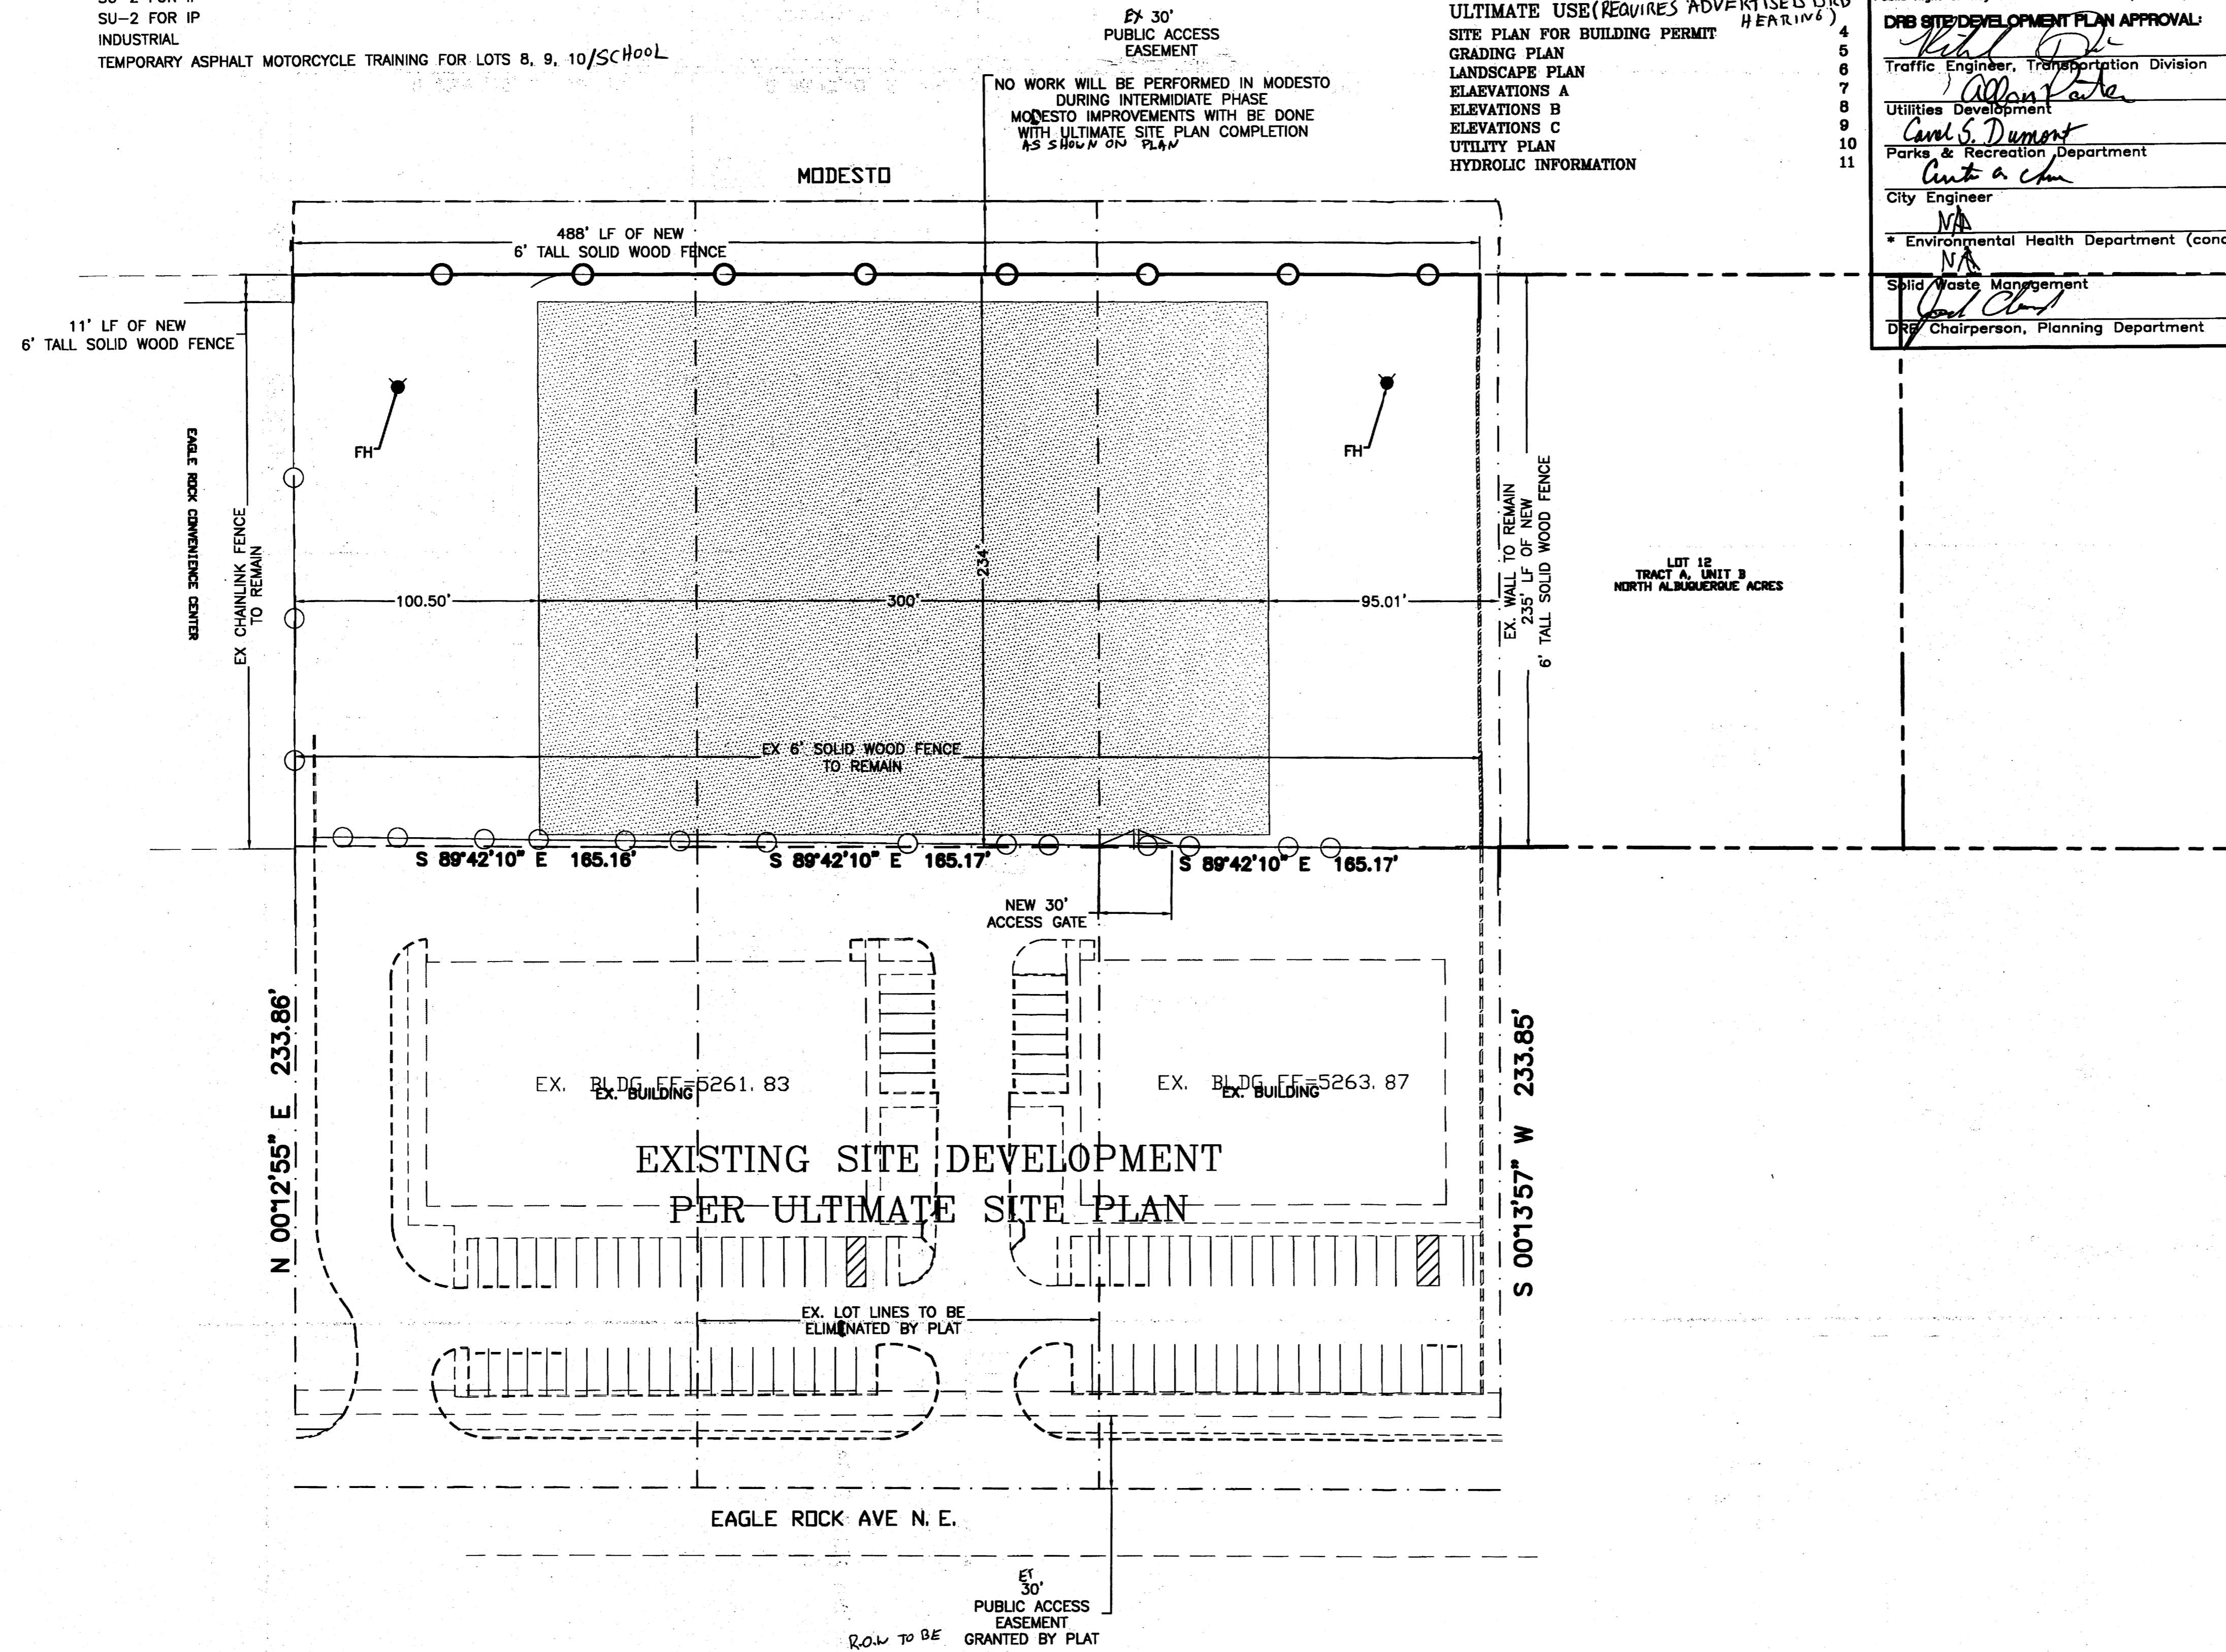 SU-2 FOR IP
INDUSTRIAL
TEMPORARY ASPHALT MOTORCYCLE TRAINING FOR LOTS 8, 9, 10/SCHOOL
EX 30'
PUBLIC ACCESS
EASEMENT
NO WORK WILL BE PERFORMED IN MODESTO
DURING INTERMIDIATE PHASE
MODESTO IMPROVEMENTS WITH BE DONE
WITH ULTIMATE SITE PLAN COMPLETION
AS SHOWN ON PLAN
ULTIMATE USE (REQUIRES ADVERTISED DRB
HEARING)
SITE PLAN FOR BUILDING PERMIT 4
GRADING PLAN 5
LANDSCAPE PLAN 6
ELAEVATIONS A 7
ELEVATIONS B 8
ELEVATIONS C 9
UTILITY PLAN 10
HYDROLIC INFORMATION 11
DRB SITE DEVELOPMENT PLAN APPROVAL:
Traffic Engineer, Transportation Division
Utilities Development
Carol S. Dumont
Parks & Recreation Department
City Engineer
NA
* Environmental Health Department
NA
Solid Waste Management
DRB Chairperson, Planning Department
MODESTO
488' LF OF NEW
6' TALL SOLID WOOD FENCE
11' LF OF NEW
6' TALL SOLID WOOD FENCE
FH
FH
EAGLE ROCK CONVENIENCE CENTER
EX CHAINLINK FENCE
TO REMAIN
234'
100.50'
300'
95.01'
EX. WALL TO REMAIN
235' LF OF NEW
6' TALL SOLID WOOD FENCE
LOT 12
TRACT A, UNIT B
NORTH ALBUQUERQUE ACRES
EX 6' SOLID WOOD FENCE
TO REMAIN
S 89°42'10" E 165.16'
S 89°42'10" E 165.17'
S 89°42'10" E 165.17'
NEW 30'
ACCESS GATE
N 00°12'55" E 233.86'
S 00°13'57" W 233.85'
EX. BLDG FF=5261.83
EX. BUILDING
EX. BLDG FF=5263.87
EX. BUILDING
EXISTING SITE DEVELOPMENT
PER ULTIMATE SITE PLAN
EX. LOT LINES TO BE
ELIMINATED BY PLAT
EAGLE ROCK AVE N.E.
30'
PUBLIC ACCESS
EASEMENT
R.O.W TO BE GRANTED BY PLAT